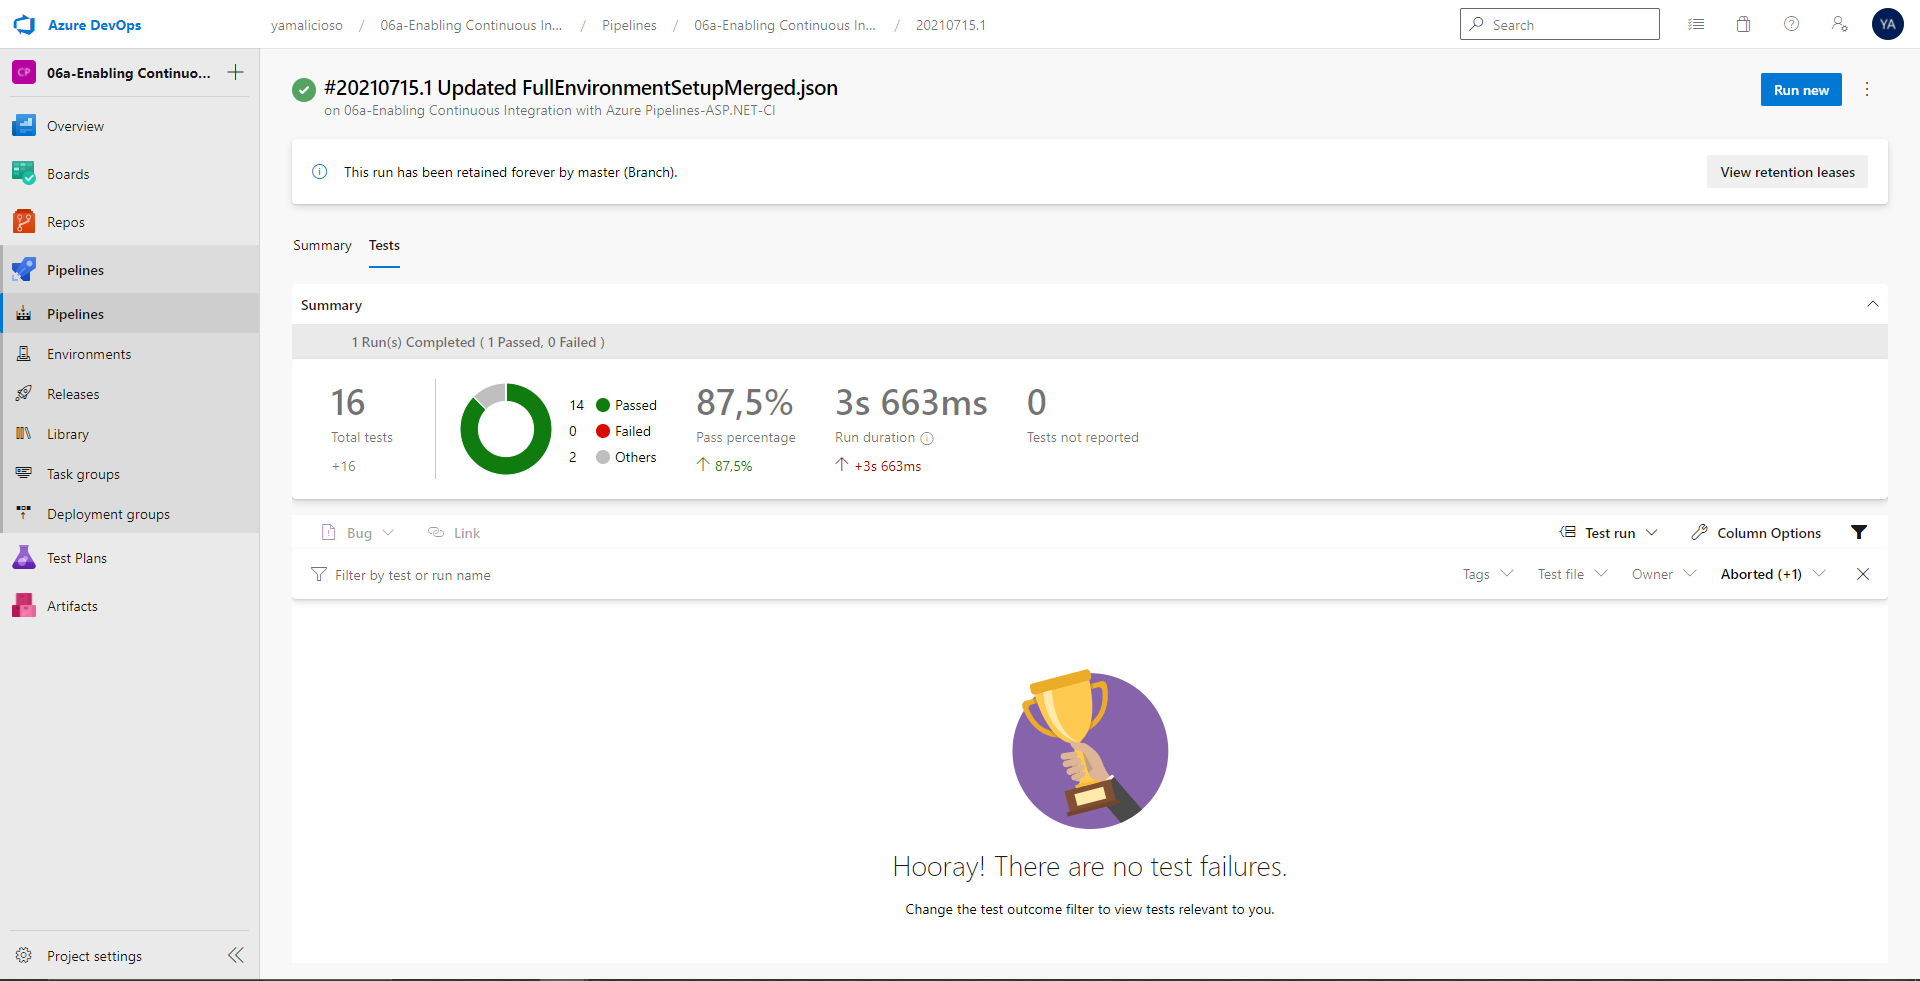 Azure DevOps
yamalicioso / 06a-Enabling Continuous In... / Pipelines / 06a-Enabling Continuous In... / 20210715.1
Search
YA
CP 06a-Enabling Continuo...
Overview
Boards
Repos
Pipelines
Pipelines
Environments
Releases
Library
Task groups
Deployment groups
Test Plans
Artifacts
Project settings
#20210715.1 Updated FullEnvironmentSetupMerged.json
on 06a-Enabling Continuous Integration with Azure Pipelines-ASP.NET-CI
Run new
This run has been retained forever by master (Branch).
View retention leases
Summary Tests
Summary
1 Run(s) Completed ( 1 Passed, 0 Failed )
16
Total tests
+16
14 Passed
0 Failed
2 Others
87,5%
Pass percentage
87,5%
3s 663ms
Run duration
+3s 663ms
0
Tests not reported
Bug Link Test run Column Options
Filter by test or run name Tags Test file Owner Aborted (+1)
Hooray! There are no test failures.
Change the test outcome filter to view tests relevant to you.